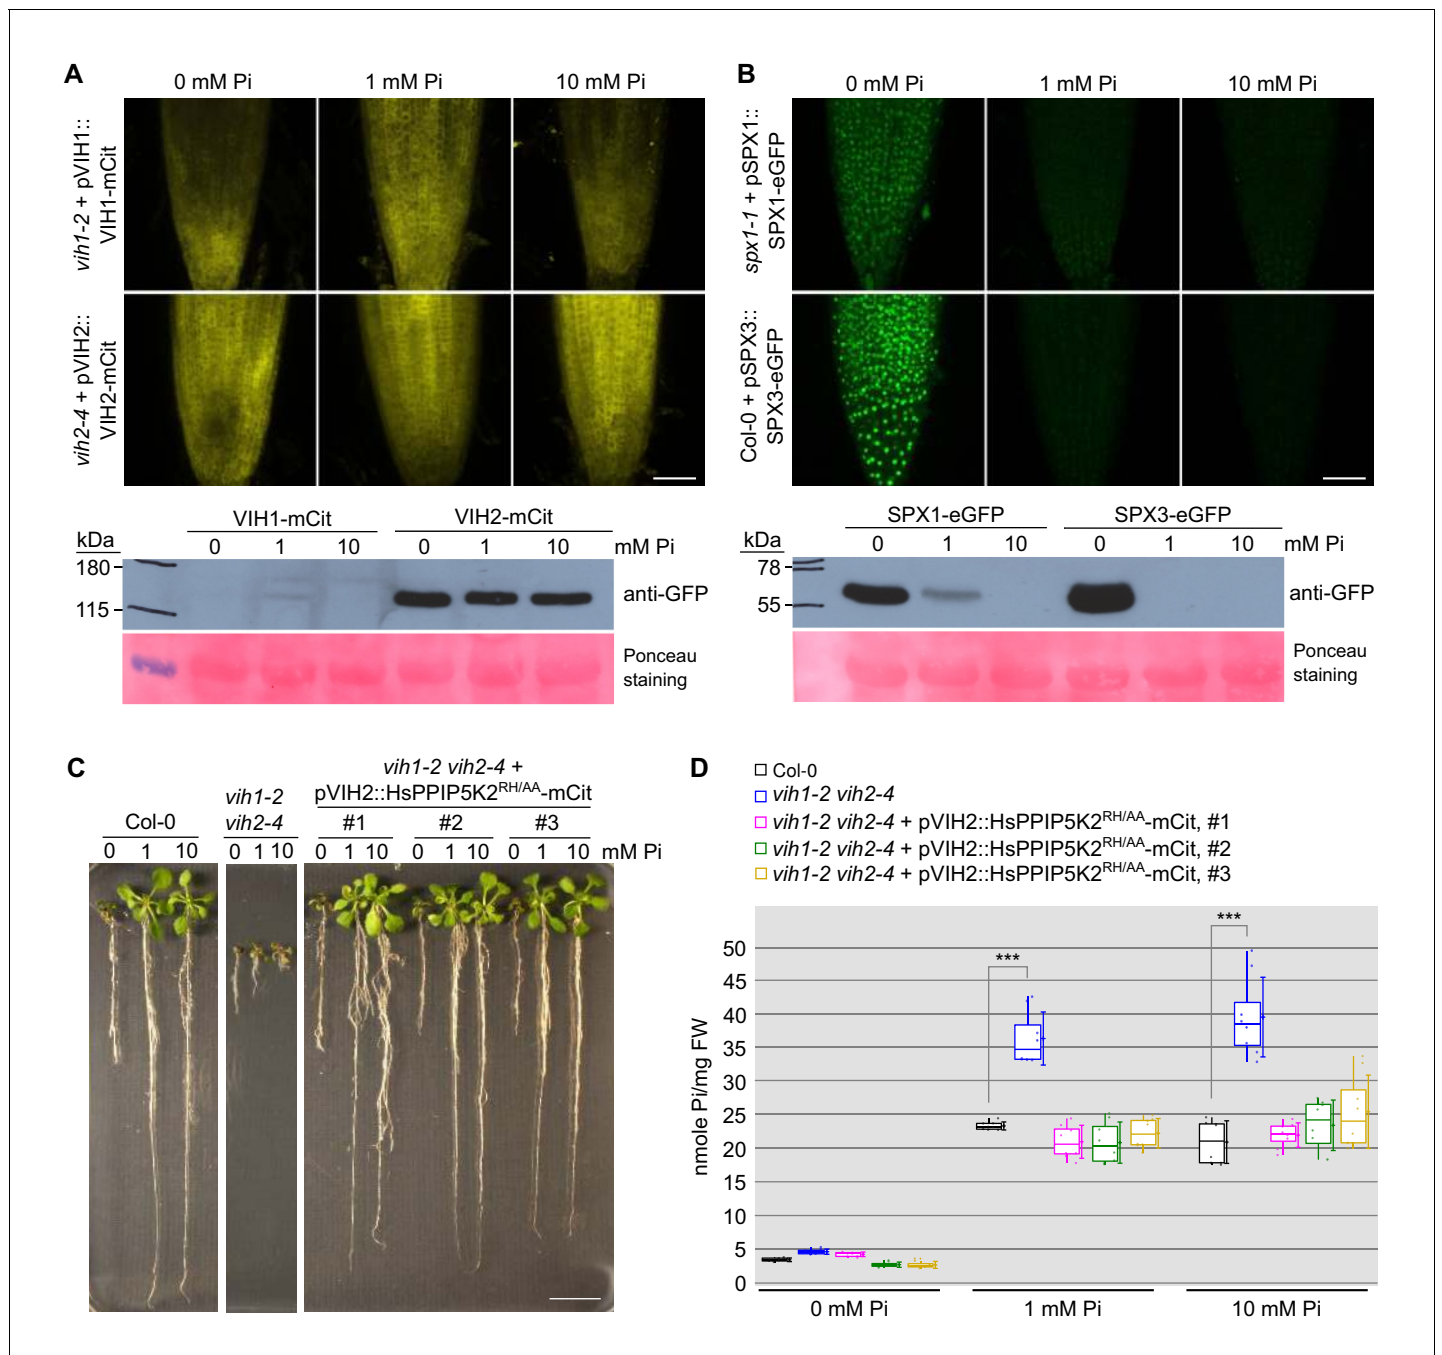 A
0 mM Pi 1 mM Pi 10 mM Pi
vih1-2 + pVIH1::
VIH1-mCit
vih2-4 + pVIH2::
VIH2-mCit
VIH1-mCit VIH2-mCit
kDa 0 1 10 0 1 10 mM Pi
180
115
anti-GFP
Ponceau
staining
B
0 mM Pi 1 mM Pi 10 mM Pi
spx1-1 + pSPX1::
SPX1-eGFP
Col-0 + pSPX3::
SPX3-eGFP
SPX1-eGFP SPX3-eGFP
kDa 0 1 10 0 1 10 mM Pi
78
55
anti-GFP
Ponceau
staining
C
vih1-2 vih2-4 +
pVIH2::HsPPIP5K2RH/AA-mCit
vih1-2
vih2-4
Col-0 #1 #2 #3
0 1 10 0 1 10 0 1 10 0 1 10 0 1 10 mM Pi
D
Col-0
vih1-2 vih2-4
vih1-2 vih2-4 + pVIH2::HsPPIP5K2RH/AA-mCit, #1
vih1-2 vih2-4 + pVIH2::HsPPIP5K2RH/AA-mCit, #2
vih1-2 vih2-4 + pVIH2::HsPPIP5K2RH/AA-mCit, #3
nmole Pi/mg FW
***
***
50
45
40
35
30
25
20
15
10
5
0
0 mM Pi 1 mM Pi 10 mM Pi